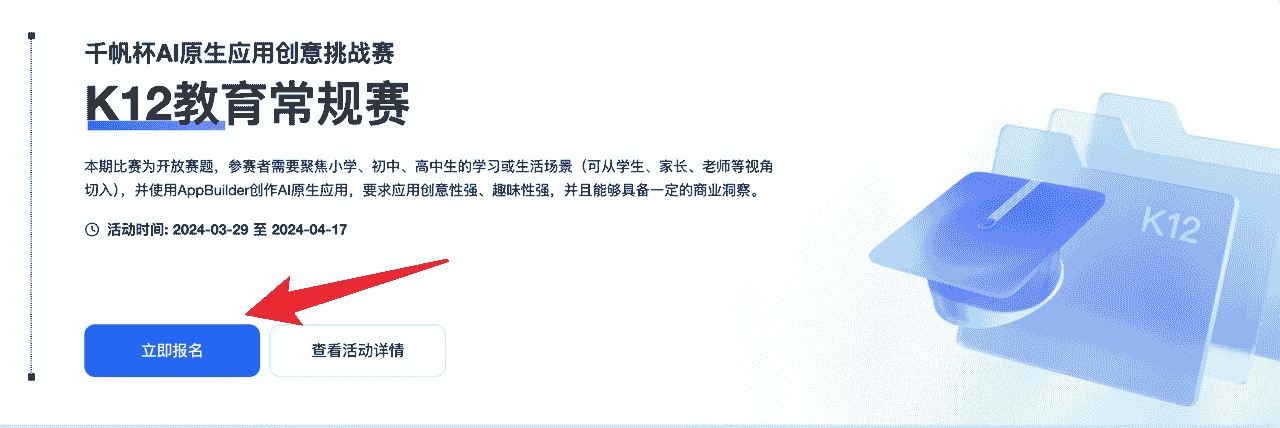 千帆杯AI原生应用创意挑战赛
K12教育常规赛
本期比赛为开放赛题，参赛者需要聚焦小学、初中、高中生的学习或生活场景（可从学生、家长、老师等视角
切入），并使用AppBuilder创作AI原生应用，要求应用创意性强、趣味性强，并且能够具备一定的商业洞察。
活动时间: 2024-03-29 至 2024-04-17
立即报名
查看活动详情
K12